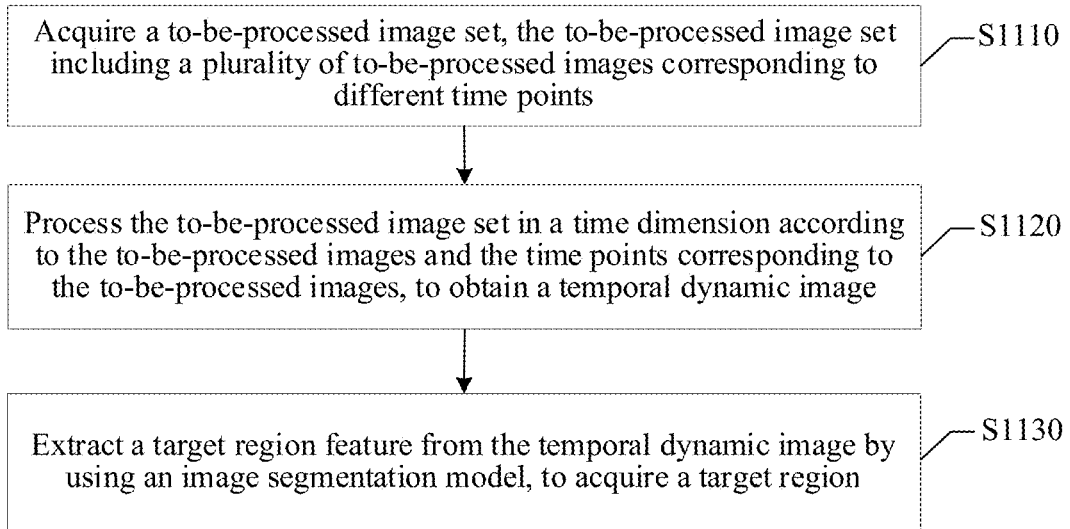 Acquire a to-be-processed image set, the to-be-processed image set
including a plurality of to-be-processed images corresponding to
different time points
S1110
Process the to-be-processed image set in a time dimension according
to the to-be-processed images and the time points corresponding to
the to-be-processed images, to obtain a temporal dynamic image
S1120
Extract a target region feature from the temporal dynamic image by
using an image segmentation model, to acquire a target region
S1130